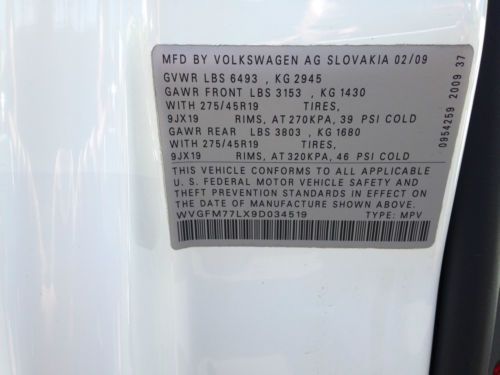 MFD BY VOLKSWAGEN AG SLOVAKIA 02/09
GVWR LBS 6493 , KG 2945
GAWR FRONT LBS 3153 , KG 1430
WITH 275/45R19 TIRES,
9JX19 RIMS, AT 270KPA, 39 PSI COLD
GAWR REAR LBS 3803 , KG 1680
WITH 275/45R19 TIRES,
9JX19 RIMS, AT 320KPA, 46 PSI COLD
THIS VEHICLE CONFORMS TO ALL APPLICABLE
U. S. FEDERAL MOTOR VEHICLE SAFETY AND
THEFT PREVENTION STANDARDS IN EFFECT ON
THE DATE OF MANUFACTURE SHOWN ABOVE.
WVGFM77LX9D034519 TYPE: MPV
0954259 2009 37